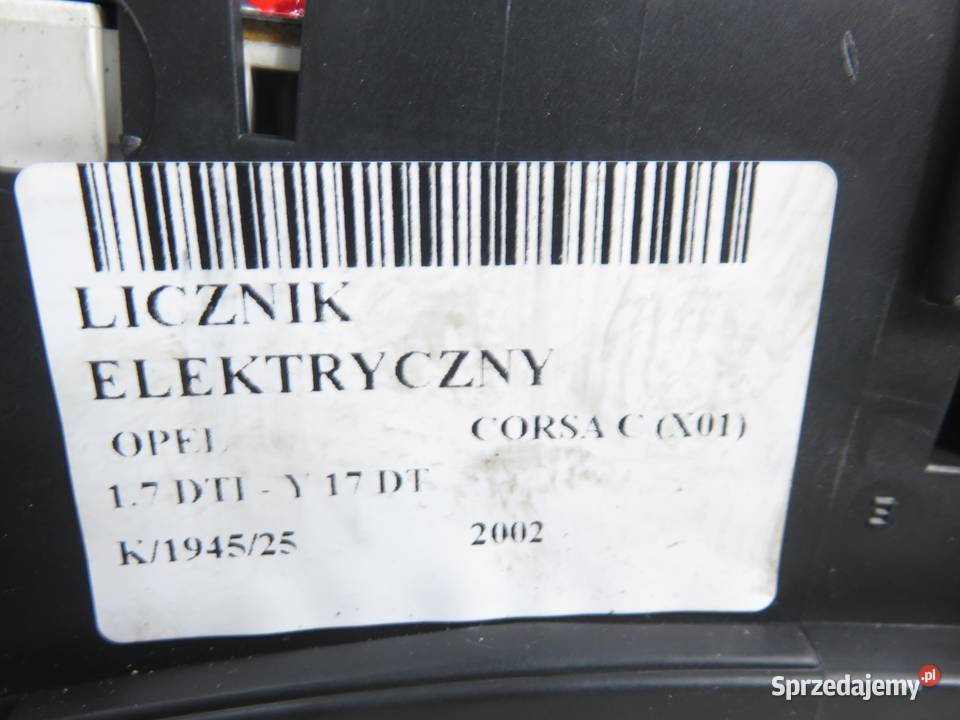 LICZNIK
ELEKTRYCZNY
OPEL CORSA C (X01)
1.7 DTI - Y 17 DT
K/1945/25 2002
Sprzedajemy.pl